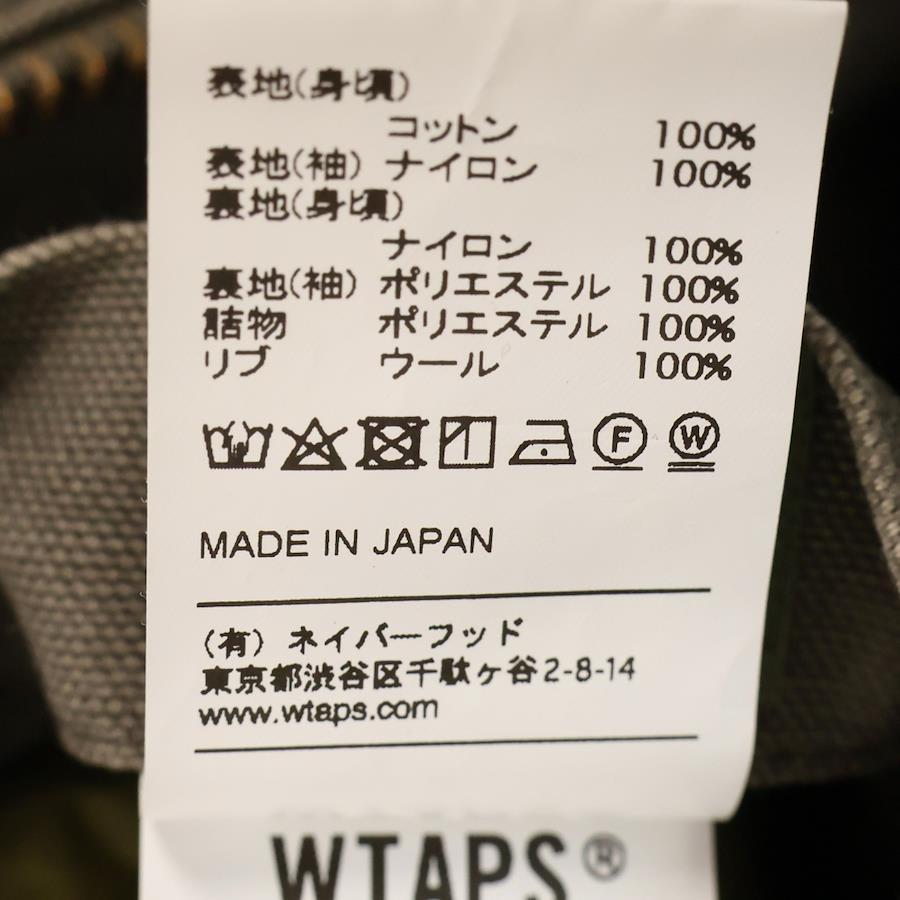 表地(身頃)
コットン 100%
表地(袖) ナイロン 100%
裏地(身頃)
ナイロン 100%
裏地(袖) ポリエステル 100%
詰物 ポリエステル 100%
リブ ウール 100%
F W
MADE IN JAPAN
(有) ネイバーフッド
東京都渋谷区千駄ヶ谷2-8-14
www.wtaps.com
WTAPS®